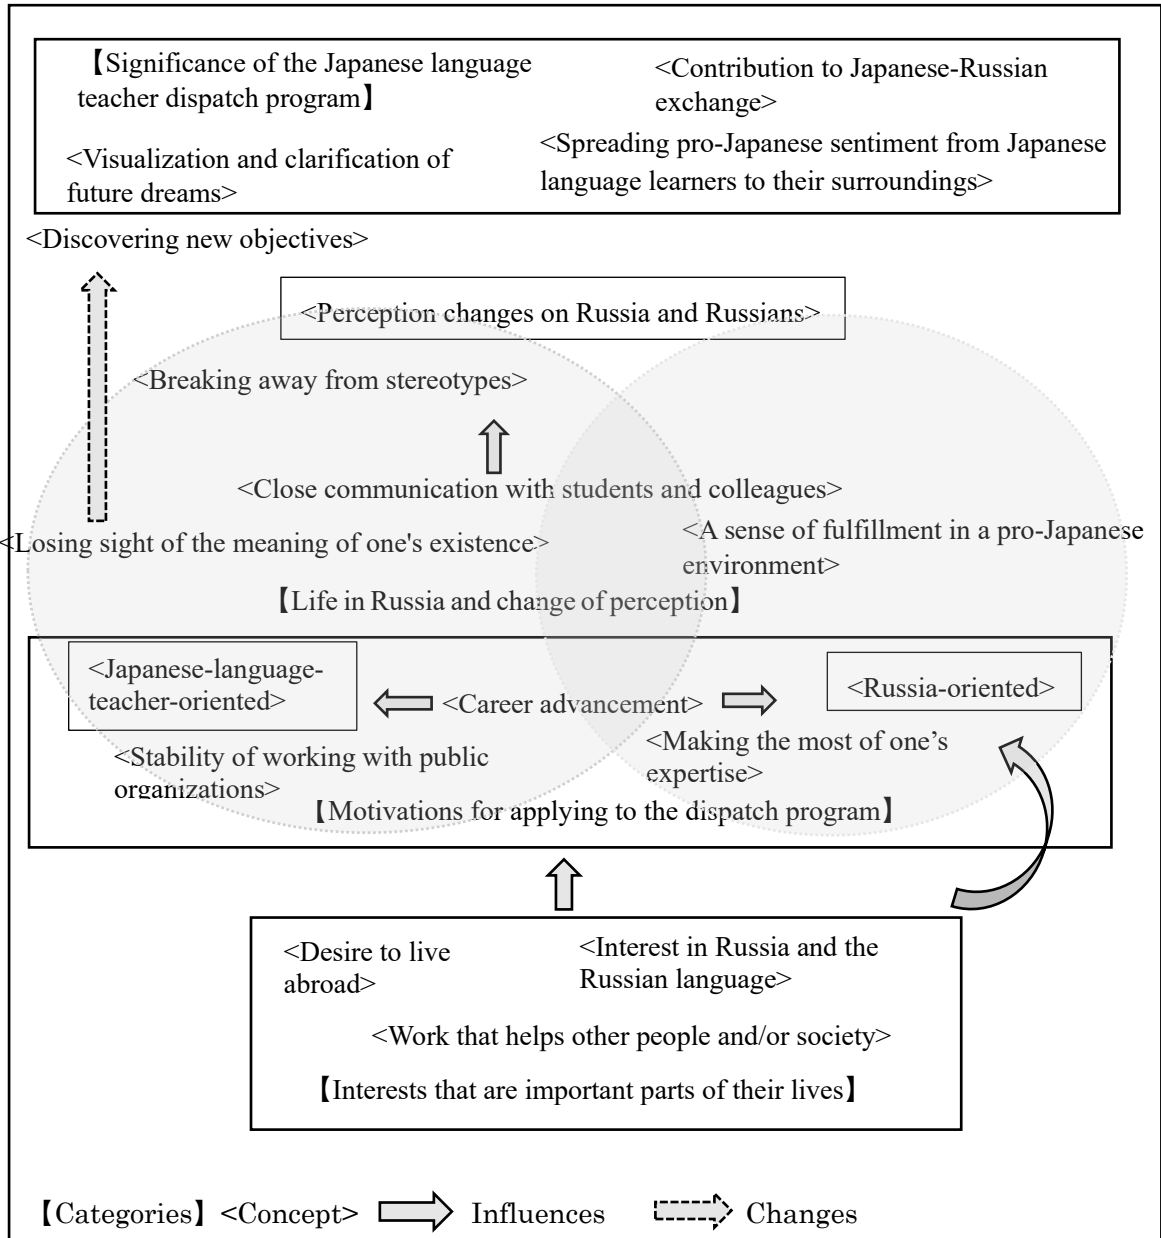 【Significance of the Japanese language
teacher dispatch program】
<Contribution to Japanese-Russian
exchange>
<Visualization and clarification of
future dreams>
<Spreading pro-Japanese sentiment from Japanese
language learners to their surroundings>
<Discovering new objectives>
<Perception changes on Russia and Russians>
<Breaking away from stereotypes>
<Close communication with students and colleagues>
<Losing sight of the meaning of one's existence>
<A sense of fulfillment in a pro-Japanese
environment>
【Life in Russia and change of perception】
<Japanese-language-
teacher-oriented>
<Career advancement>
<Russia-oriented>
<Stability of working with public
organizations>
<Making the most of one’s
expertise>
【Motivations for applying to the dispatch program】
<Desire to live
abroad>
<Interest in Russia and the
Russian language>
<Work that helps other people and/or society>
【Interests that are important parts of their lives】
【Categories】<Concept> Influences Changes